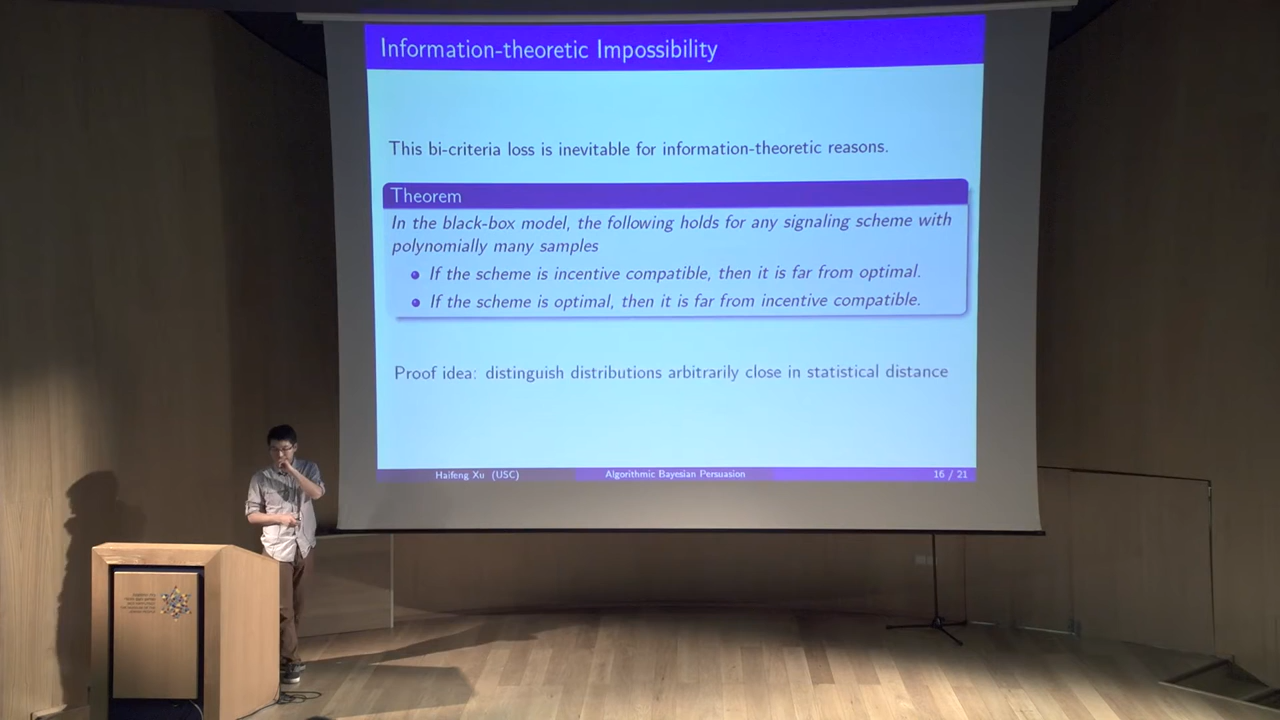 Information-theoretic Impossibility
This bi-criteria loss is inevitable for information-theoretic reasons.
Theorem
In the black-box model, the following holds for any signaling scheme with
polynomially many samples
If the scheme is incentive compatible, then it is far from optimal.
If the scheme is optimal, then it is far from incentive compatible.
Proof idea: distinguish distributions arbitrarily close in statistical distance
Haifeng Xu (USC)
Algorithmic Bayesian Persuasion
16 / 21